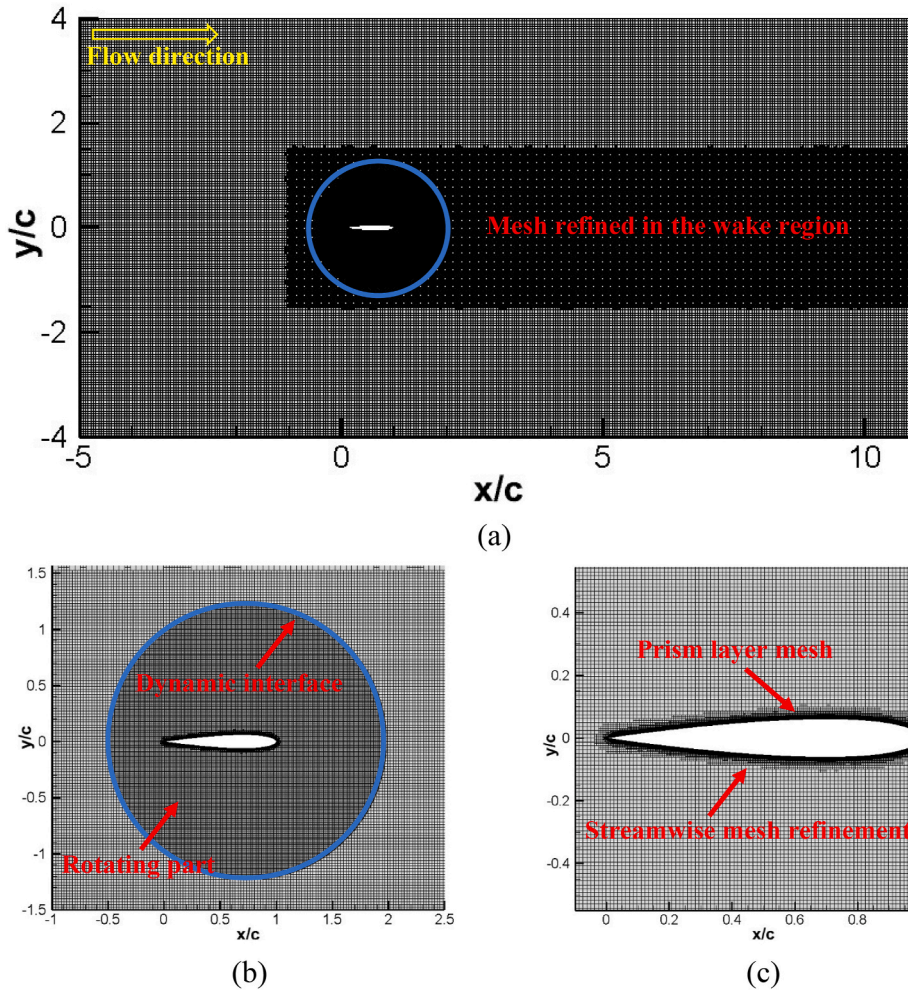 4
Flow direction
2
y/c
0
Mesh refined in the wake region
-2
-4
-5
0
5
10
x/c
(a)
1.5
1
0.5
y/c
0
-0.5
-1
-1.5
Dynamic interface
Rotating part
-1
-0.5
0
0.5
1
1.5
2
2.5
x/c
(b)
0.4
0.2
y/c
0
-0.2
-0.4
Prism layer mesh
Streamwise mesh refinement
0
0.2
0.4
0.6
0.8
x/c
(c)